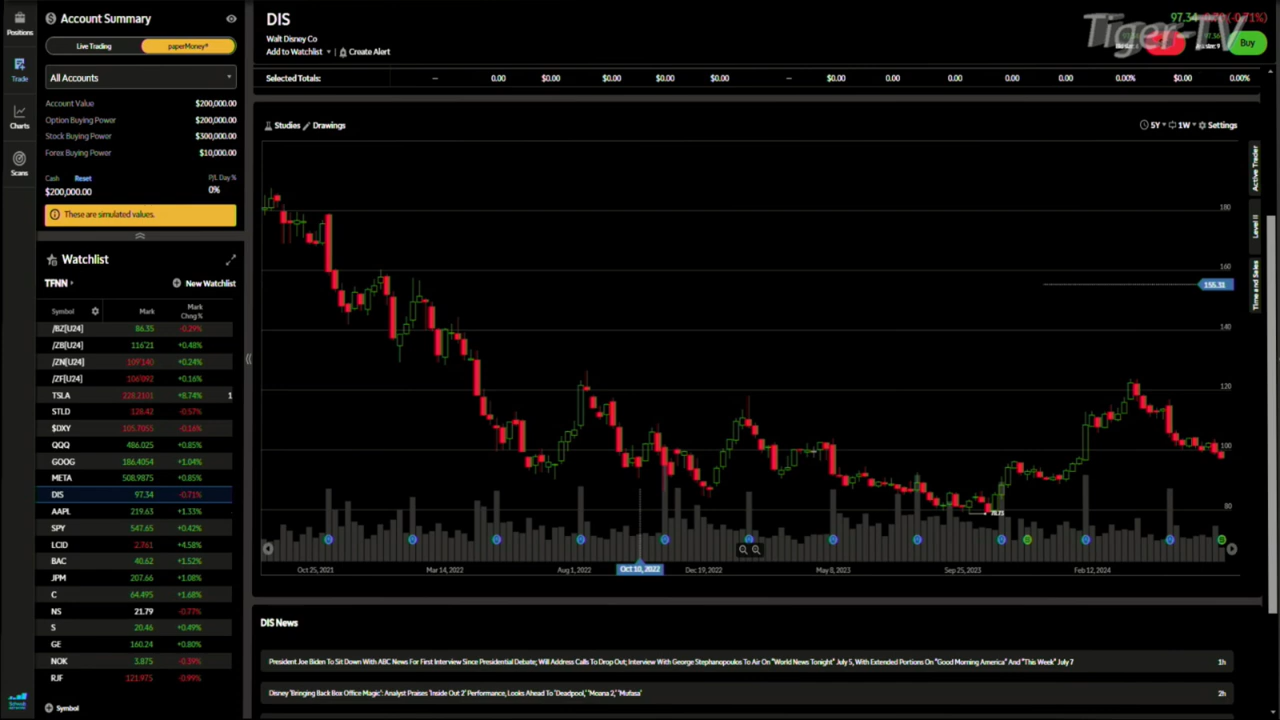 Positions
Trade
Charts
Scans
Account Summary
Live Trading
paperMoney®
All Accounts
Account Value $200,000.00
Option Buying Power $200,000.00
Stock Buying Power $300,000.00
Forex Buying Power $10,000.00
Cash Reset P/L Day %
$200,000.00 0%
These are simulated values.
Watchlist
TFNN New Watchlist
Symbol Mark Mark Chng %
/BZ[U24] 86.35 -0.29%
/ZB[U24] 116'21 +0.48%
/ZN[U24] 109'140 +0.24%
/ZF[U24] 106'092 +0.16%
TSLA 228.2101 +8.74% 1
STLD 128.42 -0.57%
$DXY 105.7055 -0.16%
QQQ 486.025 +0.85%
GOOG 186.4054 +1.04%
META 508.9875 +0.85%
DIS 97.34 -0.71%
AAPL 219.63 +1.33%
SPY 547.65 +0.42%
LCID 2.761 +4.58%
BAC 40.62 +1.52%
JPM 207.66 +1.08%
C 64.495 +1.68%
NS 21.79 -0.77%
S 20.46 +0.49%
GE 160.24 +0.80%
NOK 3.875 -0.39%
RJF 121.975 -0.99%
Symbol
DIS
Walt Disney Co
Add to Watchlist Create Alert
97.34 (-0.71%)
Tiger-TV
Buy
Selected Totals: -- 0.00 $0.00 $0.00 $0.00 $0.00 -- $0.00 0.00 0.00 0.00 0.00 0.00% $0.00 0.00%
Studies Drawings
5Y 1W Settings
Active Trader
Level II
Time and Sales
180
160
155.31
140
120
100
80
78.73
Oct 25, 2021 Mar 14, 2022 Aug 1, 2022 Oct 10, 2022 Dec 19, 2022 May 8, 2023 Sep 25, 2023 Feb 12, 2024
DIS News
President Joe Biden To Sit Down With ABC News For First Interview Since Presidential Debate; Will Address Calls To Drop Out; Interview With George Stephanopoulos To Air On "World News Tonight" July 5, With Extended Portions On "Good Morning America" And "This Week" July 7 1h
Disney 'Bringing Back Box Office Magic': Analyst Praises 'Inside Out 2' Performance, Looks Ahead To 'Deadpool,' 'Moana 2,' 'Mufasa' 2h